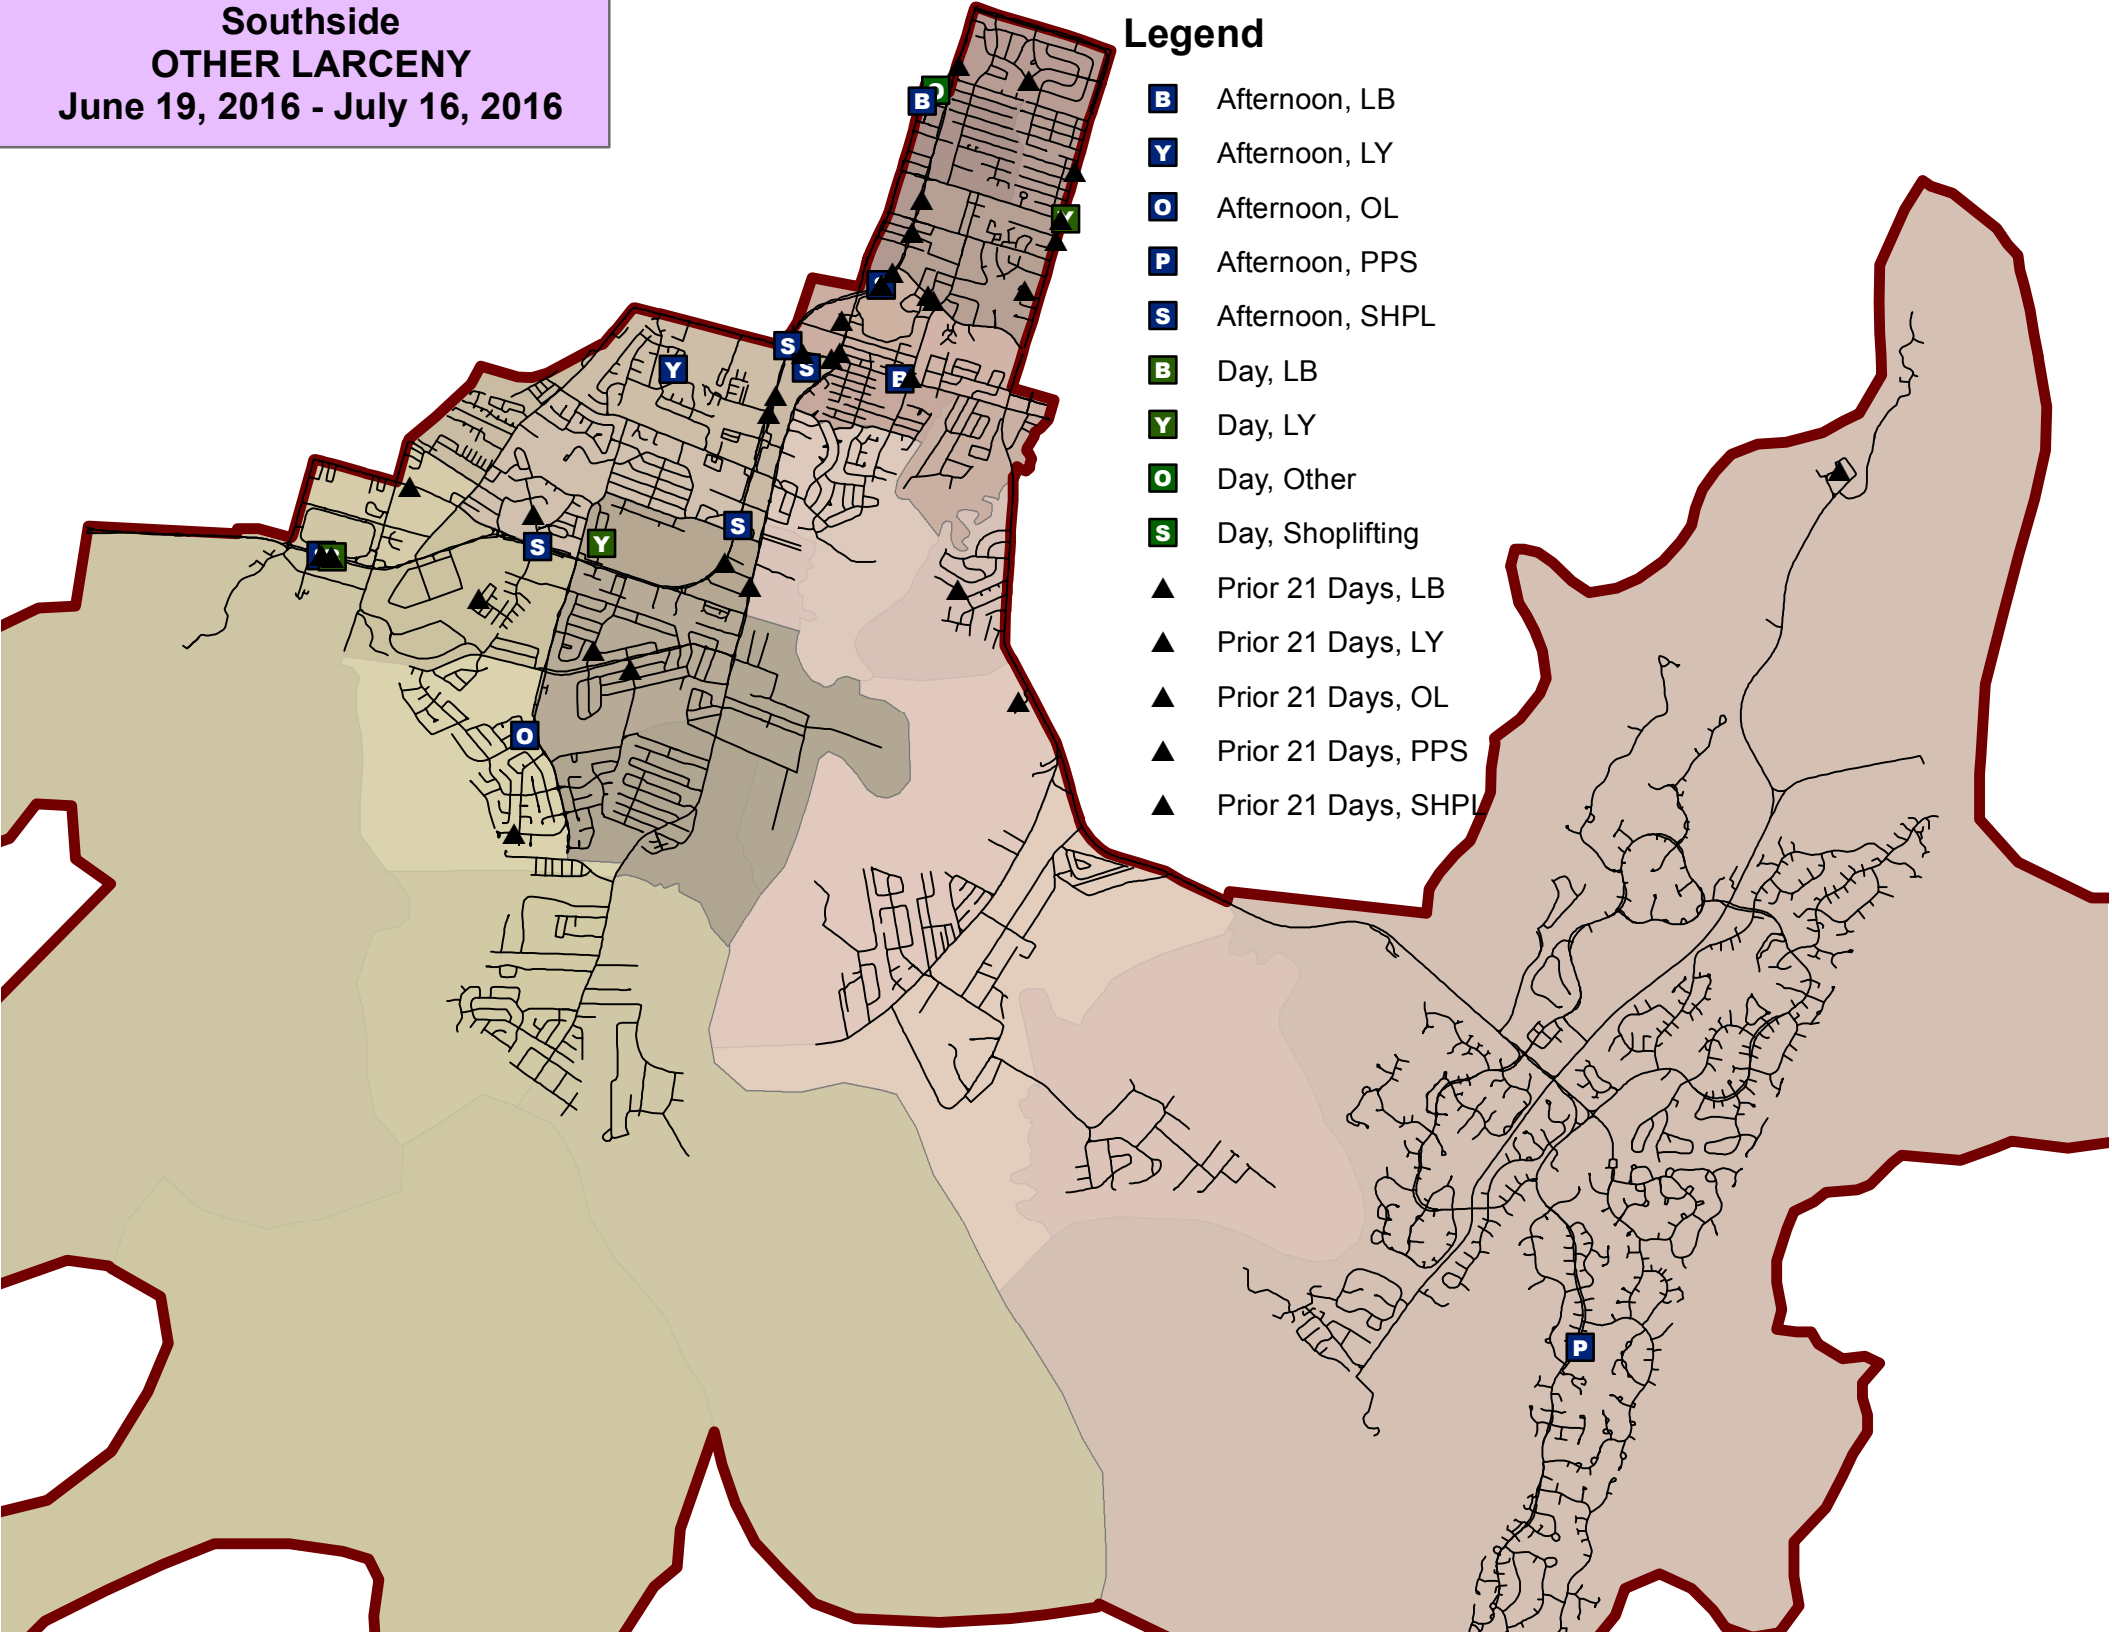 Southside
OTHER LARCENY
June 19, 2016 - July 16, 2016
Legend
B Afternoon, LB
Y Afternoon, LY
O Afternoon, OL
P Afternoon, PPS
S Afternoon, SHPL
B Day, LB
Y Day, LY
O Day, Other
S Day, Shoplifting
Prior 21 Days, LB
Prior 21 Days, LY
Prior 21 Days, OL
Prior 21 Days, PPS
Prior 21 Days, SHPL
O
B
Y
S
S
Y
B
S
S
Y
O
P